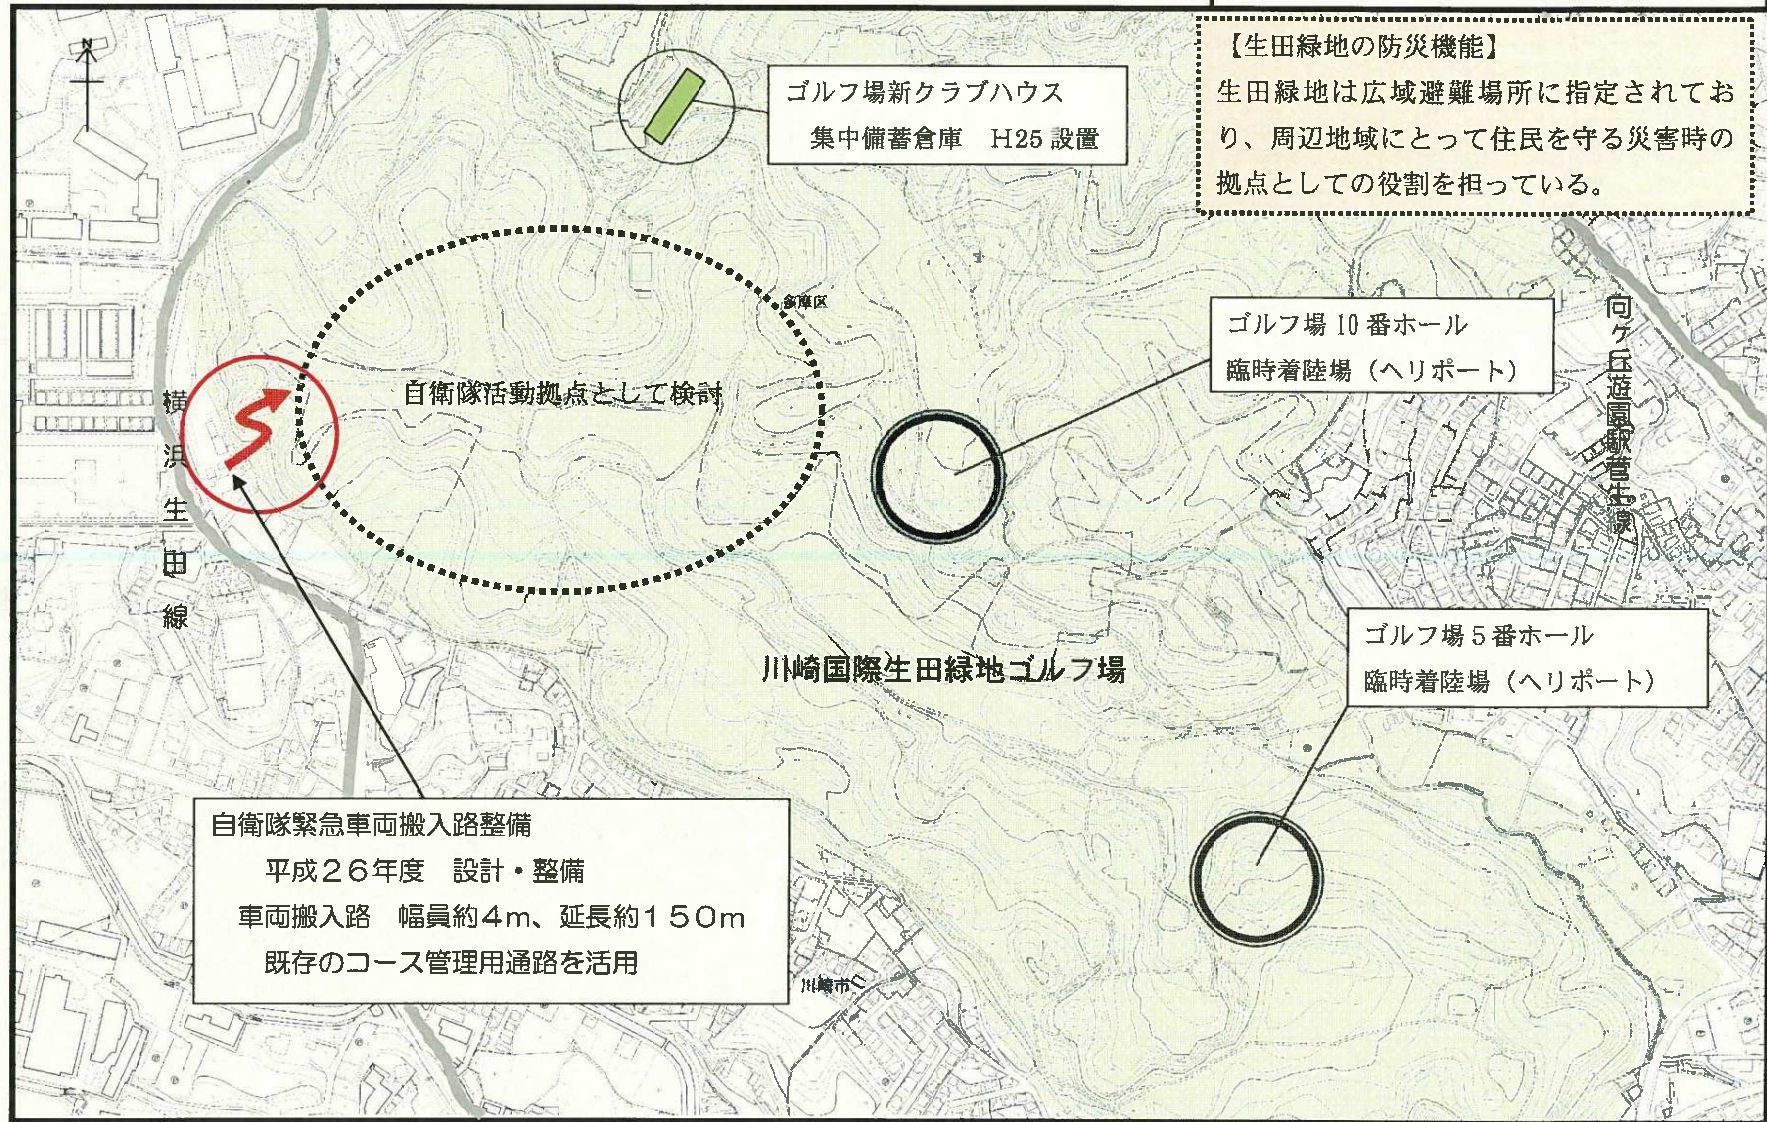 N
【生田緑地の防災機能】
生田緑地は広域避難場所に指定されてお
り、周辺地域にとって住民を守る災害時の
拠点としての役割を担っている。
ゴルフ場新クラブハウス
集中備蓄倉庫　H25 設置
多摩区
ゴルフ場 10 番ホール
臨時着陸場（ヘリポート）
向ヶ丘遊園駅菅生線
自衛隊活動拠点として検討
横浜生田線
ゴルフ場 5 番ホール
臨時着陸場（ヘリポート）
川崎国際生田緑地ゴルフ場
自衛隊緊急車両搬入路整備
平成２６年度　設計・整備
車両搬入路　幅員約４ｍ、延長約１５０ｍ
既存のコース管理用通路を活用
川崎市